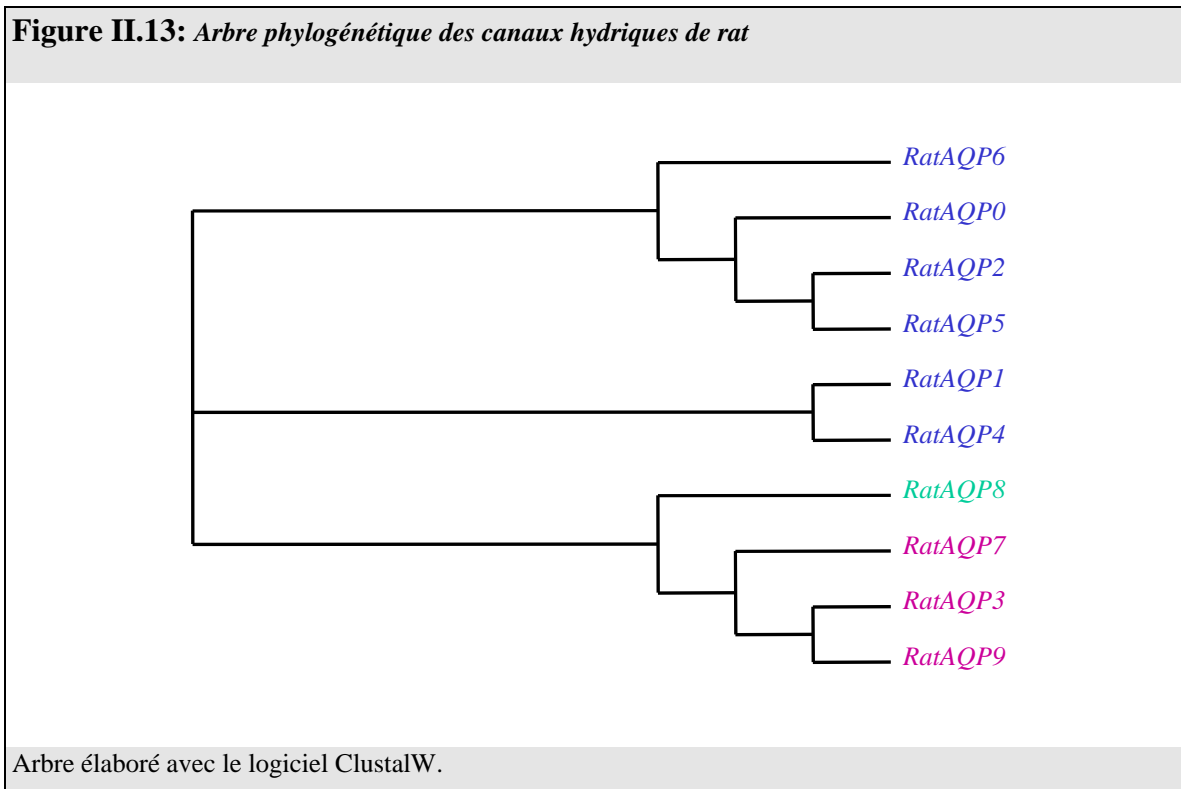 Figure II.13: Arbre phylogénétique des canaux hydriques de rat
RatAQP6
RatAQP0
RatAQP2
RatAQP5
RatAQP1
RatAQP4
RatAQP8
RatAQP7
RatAQP3
RatAQP9
Arbre élaboré avec le logiciel ClustalW.